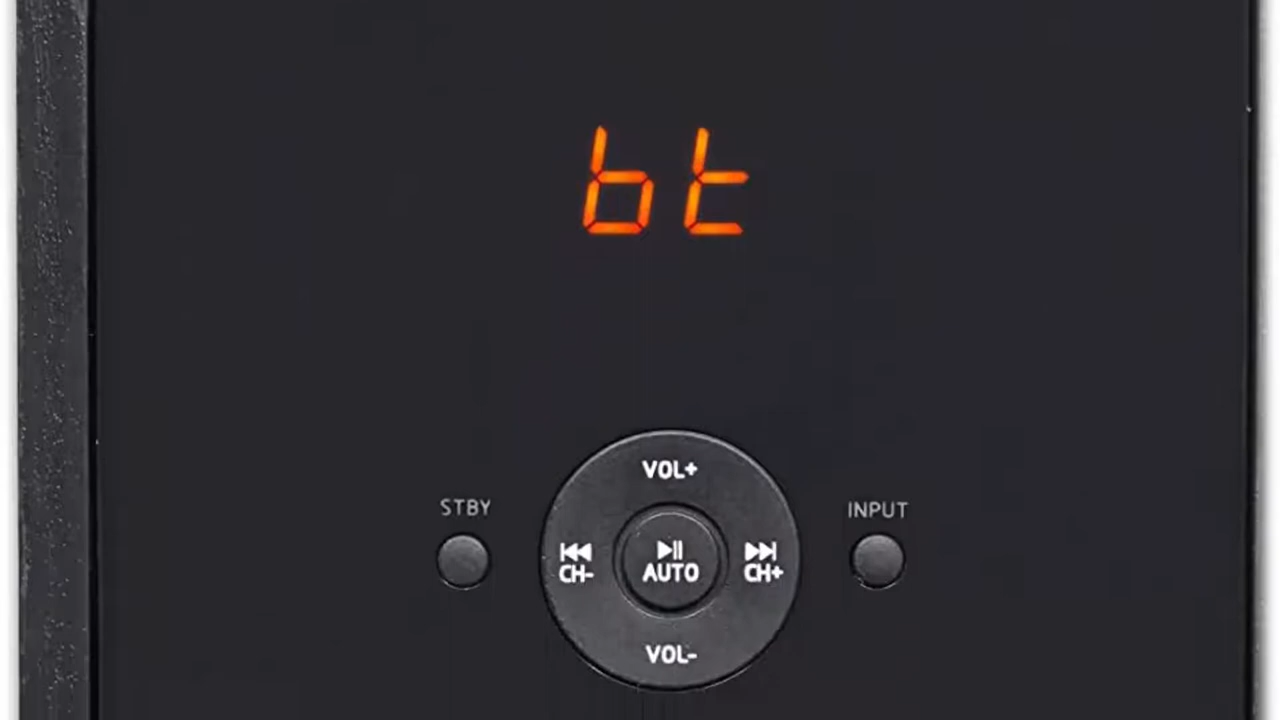 bt
VOL+
STBY
INPUT
⏮ CH-
⏯ AUTO
⏭ CH+
VOL-